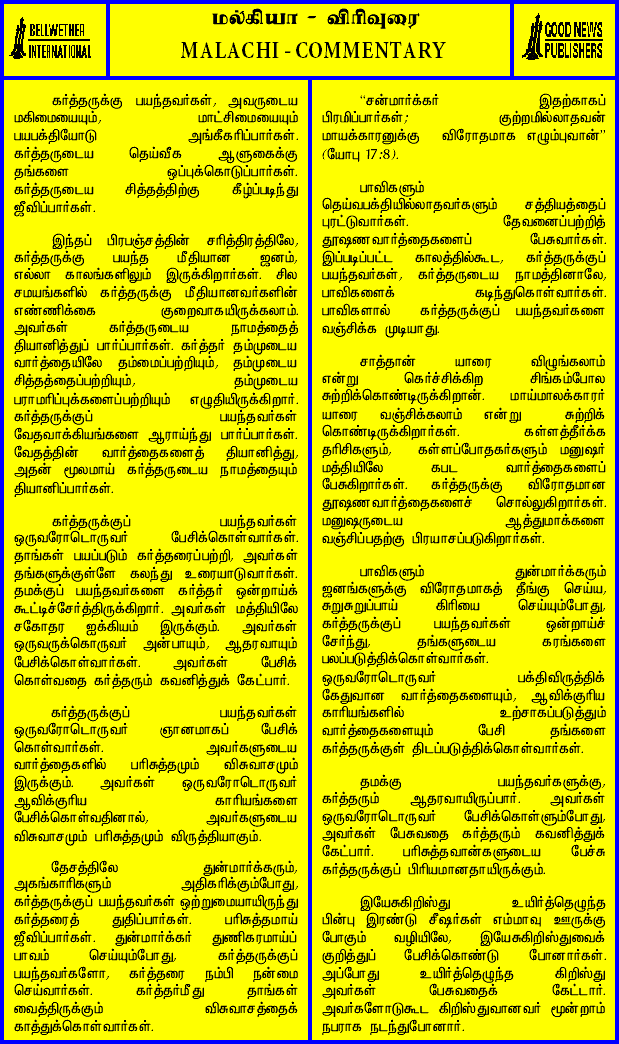 BELLWETHER
INTERNATIONAL
மல்கியா - விரிவுரை
MALACHI - COMMENTARY
GOOD NEWS
PUBLISHERS
கர்த்தருக்கு பயந்தவர்கள், அவருடைய
மகிமையையும், மாட்சிமையையும்
பயபக்தியோடு அங்கீகரிப்பார்கள்.
கர்த்தருடைய தெய்வீக ஆளுகைக்கு
தங்களை ஒப்புக்கொடுப்பார்கள்.
கர்த்தருடைய சித்தத்திற்கு கீழ்ப்படிந்து
ஜீவிப்பார்கள்.
இந்தப் பிரபஞ்சத்தின் சரித்திரத்திலே,
கர்த்தருக்கு பயந்த மீதியான ஜனம்,
எல்லா காலங்களிலும் இருக்கிறார்கள். சில
சமயங்களில் கர்த்தருக்கு மீதியானவர்களின்
எண்ணிக்கை குறைவாகயிருக்கலாம்.
அவர்கள் கர்த்தருடைய நாமத்தைத்
தியானித்துப் பார்ப்பார்கள். கர்த்தர் தம்முடைய
வார்த்தையிலே தம்மைப்பற்றியும், தம்முடைய
சித்தத்தைப்பற்றியும், தம்முடைய
பராமரிப்புக்களைப்பற்றியும் எழுதியிருக்கிறார்.
கர்த்தருக்குப் பயந்தவர்கள்
வேதவாக்கியங்களை ஆராய்ந்து பார்ப்பார்கள்.
வேதத்தின் வார்த்தைகளைத் தியானித்து,
அதன் மூலமாய் கர்த்தருடைய நாமத்தையும்
தியானிப்பார்கள்.
கர்த்தருக்குப் பயந்தவர்கள்
ஒருவரோடொருவர் பேசிக்கொள்வார்கள்.
தாங்கள் பயப்படும் கர்த்தரைப்பற்றி, அவர்கள்
தங்களுக்குள்ளே கலந்து உரையாடுவார்கள்.
தமக்குப் பயந்தவர்களை கர்த்தர் ஒன்றாய்க்
கூட்டிச்சேர்த்திருக்கிறார். அவர்கள் மத்தியிலே
சகோதர ஐக்கியம் இருக்கும். அவர்கள்
ஒருவருக்கொருவர் அன்பாயும், ஆதரவாயும்
பேசிக்கொள்வார்கள். அவர்கள் பேசிக்
கொள்வதை கர்த்தரும் கவனித்துக் கேட்பார்.
கர்த்தருக்குப் பயந்தவர்கள்
ஒருவரோடொருவர் ஞானமாகப் பேசிக்
கொள்வார்கள். அவர்களுடைய
வார்த்தைகளில் பரிசுத்தமும் விசுவாசமும்
இருக்கும். அவர்கள் ஒருவரோடொருவர்
ஆவிக்குரிய காரியங்களை
பேசிக்கொள்வதினால், அவர்களுடைய
விசுவாசமும் பரிசுத்தமும் விருத்தியாகும்.
தேசத்திலே துன்மார்க்கரும்,
அகங்காரிகளும் அதிகரிக்கும்போது,
கர்த்தருக்குப் பயந்தவர்கள் ஒற்றுமையாயிருந்து
கர்த்தரைத் துதிப்பார்கள். பரிசுத்தமாய்
ஜீவிப்பார்கள். துன்மார்க்கர் துணிகரமாய்ப்
பாவம் செய்யும்போது, கர்த்தருக்குப்
பயந்தவர்களோ, கர்த்தரை நம்பி நன்மை
செய்வார்கள். கர்த்தர்மீது தாங்கள்
வைத்திருக்கும் விசுவாசத்தைக்
காத்துக்கொள்வார்கள்.
“சன்மார்க்கர் இதற்காகப்
பிரமிப்பார்கள்; குற்றமில்லாதவன்
மாயக்காரனுக்கு விரோதமாக எழும்புவான்”
(யோபு 17:8).
பாவிகளும்
தெய்வபக்தியில்லாதவர்களும் சத்தியத்தைப்
புரட்டுவார்கள். தேவனைப்பற்றித்
தூஷணவார்த்தைகளைப் பேசுவார்கள்.
இப்படிப்பட்ட காலத்தில்கூட, கர்த்தருக்குப்
பயந்தவர்கள், கர்த்தருடைய நாமத்தினாலே,
பாவிகளைக் கடிந்துகொள்வார்கள்.
பாவிகளால் கர்த்தருக்குப் பயந்தவர்களை
வஞ்சிக்க முடியாது.
சாத்தான் யாரை விழுங்கலாம்
என்று கெர்ச்சிக்கிற சிங்கம்போல
சுற்றிக்கொண்டிருக்கிறான். மாய்மாலக்காரர்
யாரை வஞ்சிக்கலாம் என்று சுற்றிக்
கொண்டிருக்கிறார்கள். கள்ளத்தீர்க்க
தரிசிகளும், கள்ளப்போதகர்களும் மனுஷர்
மத்தியிலே கபட வார்த்தைகளைப்
பேசுகிறார்கள். கர்த்தருக்கு விரோதமான
தூஷணவார்த்தைகளைச் சொல்லுகிறார்கள்.
மனுஷருடைய ஆத்துமாக்களை
வஞ்சிப்பதற்கு பிரயாசப்படுகிறார்கள்.
பாவிகளும் துன்மார்க்கரும்
ஜனங்களுக்கு விரோதமாகத் தீங்கு செய்ய,
சுறுசுறுப்பாய் கிரியை செய்யும்போது,
கர்த்தருக்குப் பயந்தவர்கள் ஒன்றாய்ச்
சேர்ந்து, தங்களுடைய கரங்களை
பலப்படுத்திக்கொள்வார்கள்.
ஒருவரோடொருவர் பக்திவிருத்திக்
கேதுவான வார்த்தைகளையும், ஆவிக்குரிய
காரியங்களில் உற்சாகப்படுத்தும்
வார்த்தைகளையும் பேசி தங்களை
கர்த்தருக்குள் திடப்படுத்திக்கொள்வார்கள்.
தமக்கு பயந்தவர்களுக்கு,
கர்த்தரும் ஆதரவாயிருப்பார். அவர்கள்
ஒருவரோடொருவர் பேசிக்கொள்ளும்போது,
அவர்கள் பேசுவதை கர்த்தரும் கவனித்துக்
கேட்பார். பரிசுத்தவான்களுடைய பேச்சு
கர்த்தருக்குப் பிரியமானதாயிருக்கும்.
இயேசுகிறிஸ்து உயிர்த்தெழுந்த
பின்பு இரண்டு சீஷர்கள் எம்மாவு ஊருக்கு
போகும் வழியிலே, இயேசுகிறிஸ்துவைக்
குறித்துப் பேசிக்கொண்டு போனார்கள்.
அப்போது உயிர்த்தெழுந்த கிறிஸ்து
அவர்கள் பேசுவதைக் கேட்டார்.
அவர்களோடுகூட கிறிஸ்துவானவர் மூன்றாம்
நபராக நடந்துபோனார்.